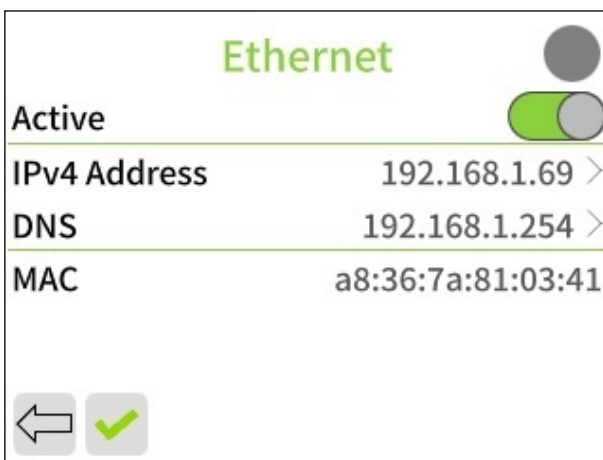 Ethernet
Active
IPv4 Address 192.168.1.69
DNS 192.168.1.254
MAC a8:36:7a:81:03:41